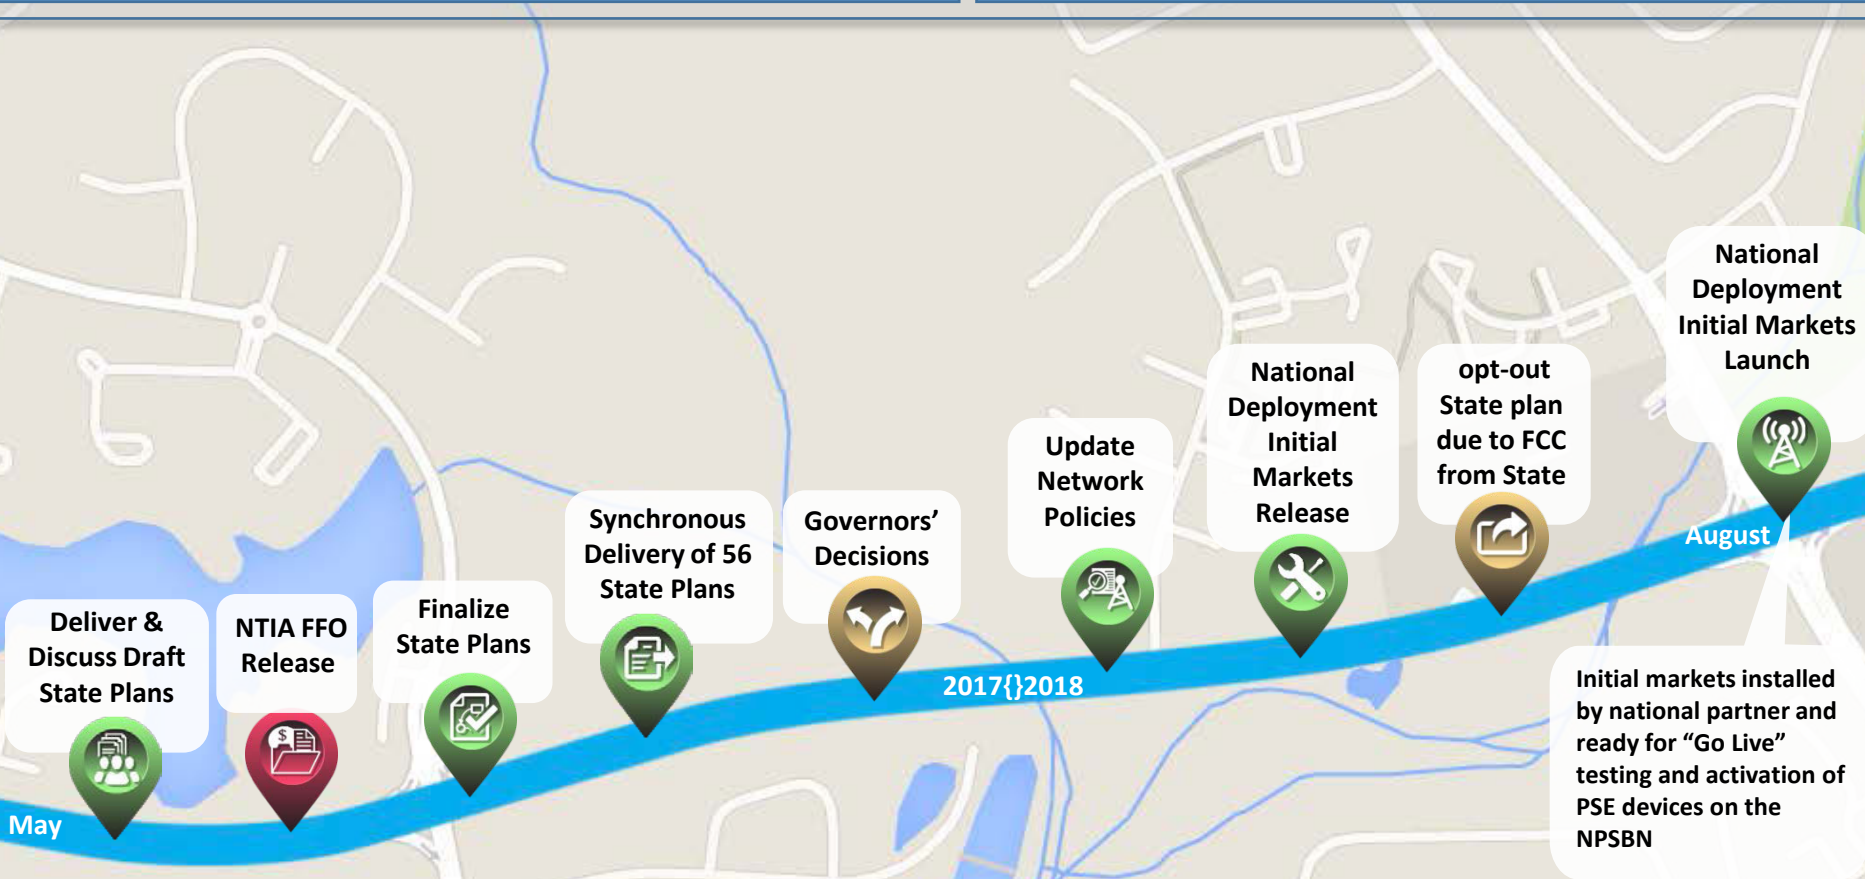 Deliver &
Discuss Draft
State Plans
NTIA FFO
Release
Finalize
State Plans
Synchronous
Delivery of 56
State Plans
Governors’
Decisions
Update
Network
Policies
National
Deployment
Initial
Markets
Release
opt-out
State plan
due to FCC
from State
National
Deployment
Initial Markets
Launch
May
2017{}2018
August
$
Initial markets installed
by national partner and
ready for “Go Live”
testing and activation of
PSE devices on the
NPSBN